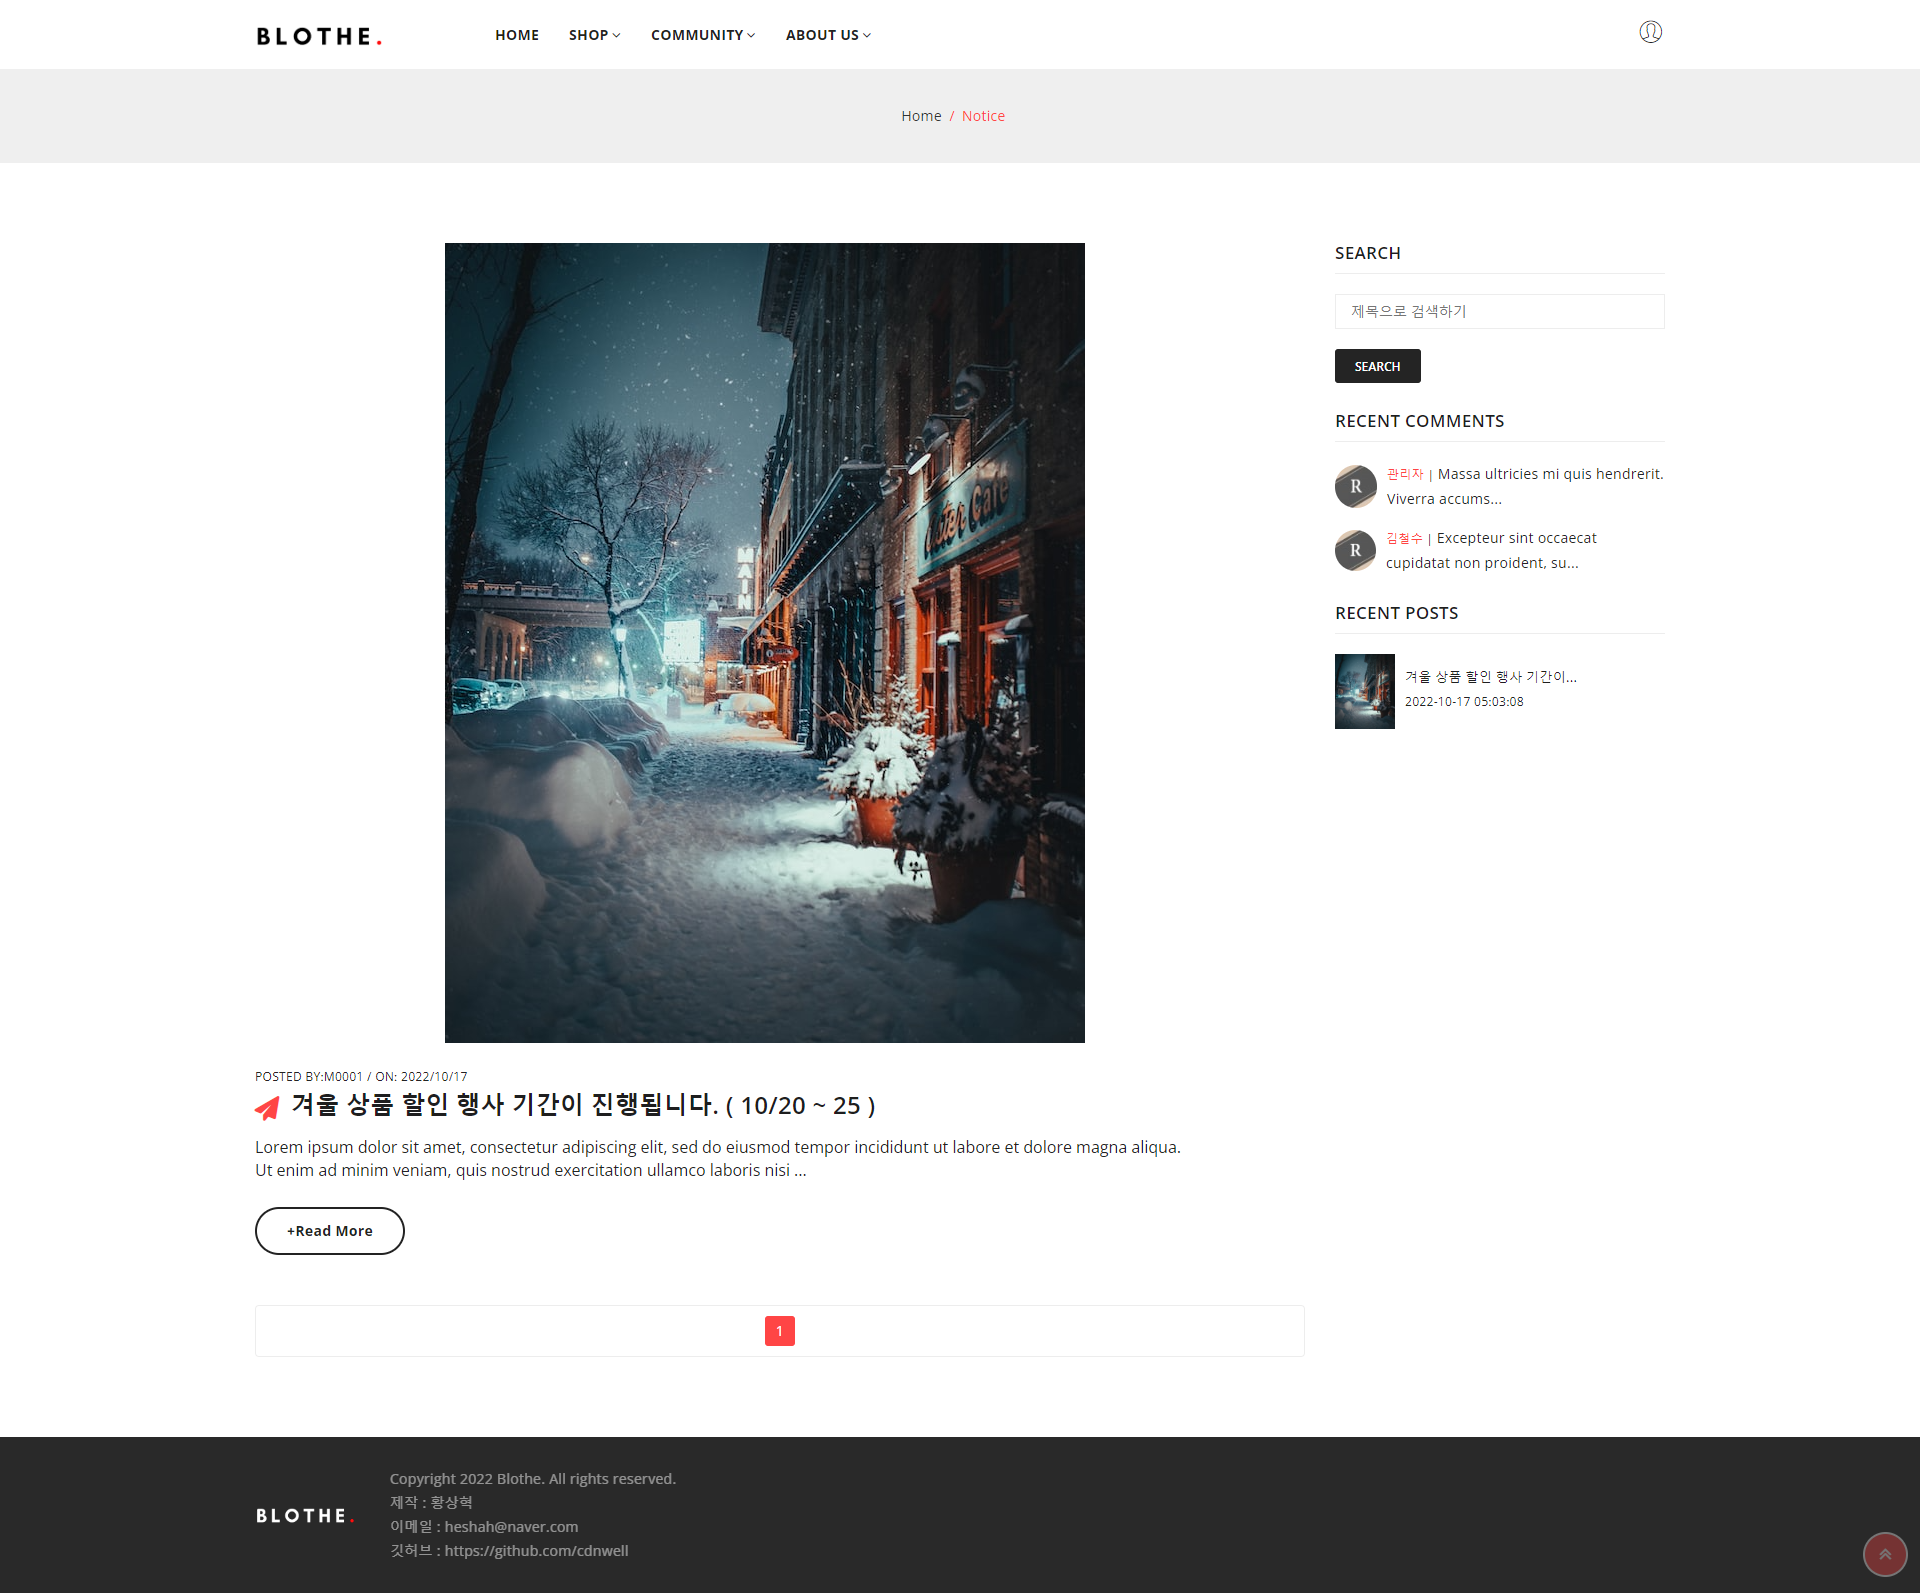 BLOTHE.
HOME SHOP COMMUNITY ABOUT US
Home / Notice
MAIN
Cafe
POSTED BY:M0001 / ON: 2022/10/17
겨울 상품 할인 행사 기간이 진행됩니다. ( 10/20 ~ 25 )
Lorem ipsum dolor sit amet, consectetur adipiscing elit, sed do eiusmod tempor incididunt ut labore et dolore magna aliqua.
Ut enim ad minim veniam, quis nostrud exercitation ullamco laboris nisi ...
+Read More
1
SEARCH
제목으로 검색하기
SEARCH
RECENT COMMENTS
R
관리자 | Massa ultricies mi quis hendrerit.
Viverra accums...
R
김철수 | Excepteur sint occaecat
cupidatat non proident, su...
RECENT POSTS
겨울 상품 할인 행사 기간이...
2022-10-17 05:03:08
BLOTHE.
Copyright 2022 Blothe. All rights reserved.
제작 : 황상혁
이메일 : heshah@naver.com
깃허브 : https://github.com/cdnwell